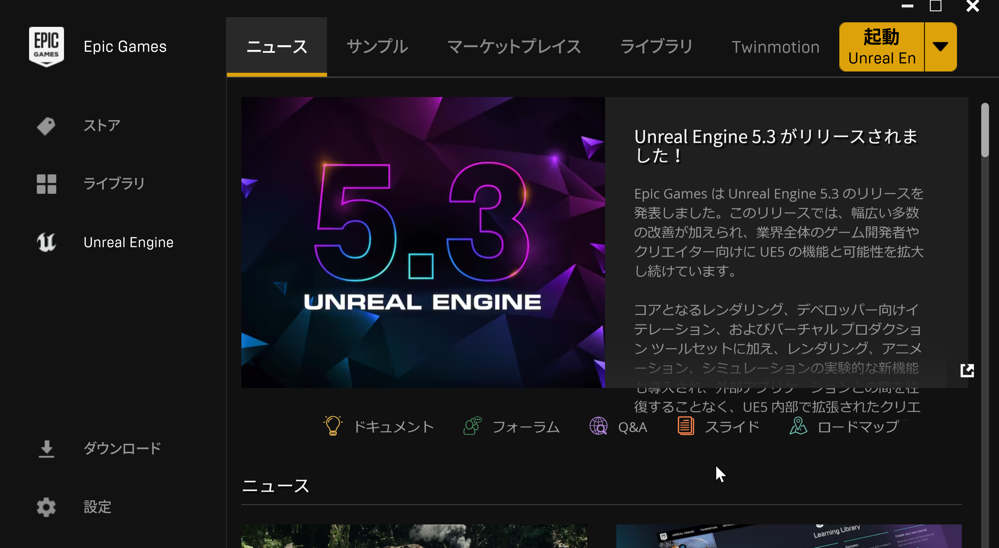 EPIC
GAMES
Epic Games
ストア
ライブラリ
Unreal Engine
ダウンロード
設定
ニュース
サンプル
マーケットプレイス
ライブラリ
Twinmotion
起動
Unreal En
5.3
UNREAL ENGINE
Unreal Engine 5.3 がリリースされま
した！
Epic Games は Unreal Engine 5.3 のリリースを
発表しました。このリリースでは、幅広い多数
の改善が加えられ、業界全体のゲーム開発者や
クリエイター向けに UE5 の機能と可能性を拡大
し続けています。
コアとなるレンダリング、デベロッパー向けイ
テレーション、およびバーチャル プロダクショ
ン ツールセットに加え、レンダリング、アニメ
ーション、シミュレーションの実験的な新機能
も導入され、外部アプリケーションとの間を往
復することなく、UE5 内部で拡張されたクリエ
ドキュメント
フォーラム
Q&A
スライド
ロードマップ
ニュース
EPIC
UNREAL ENGINE
TWINMOTION
Learning Library
Samples
Create your own tutorial